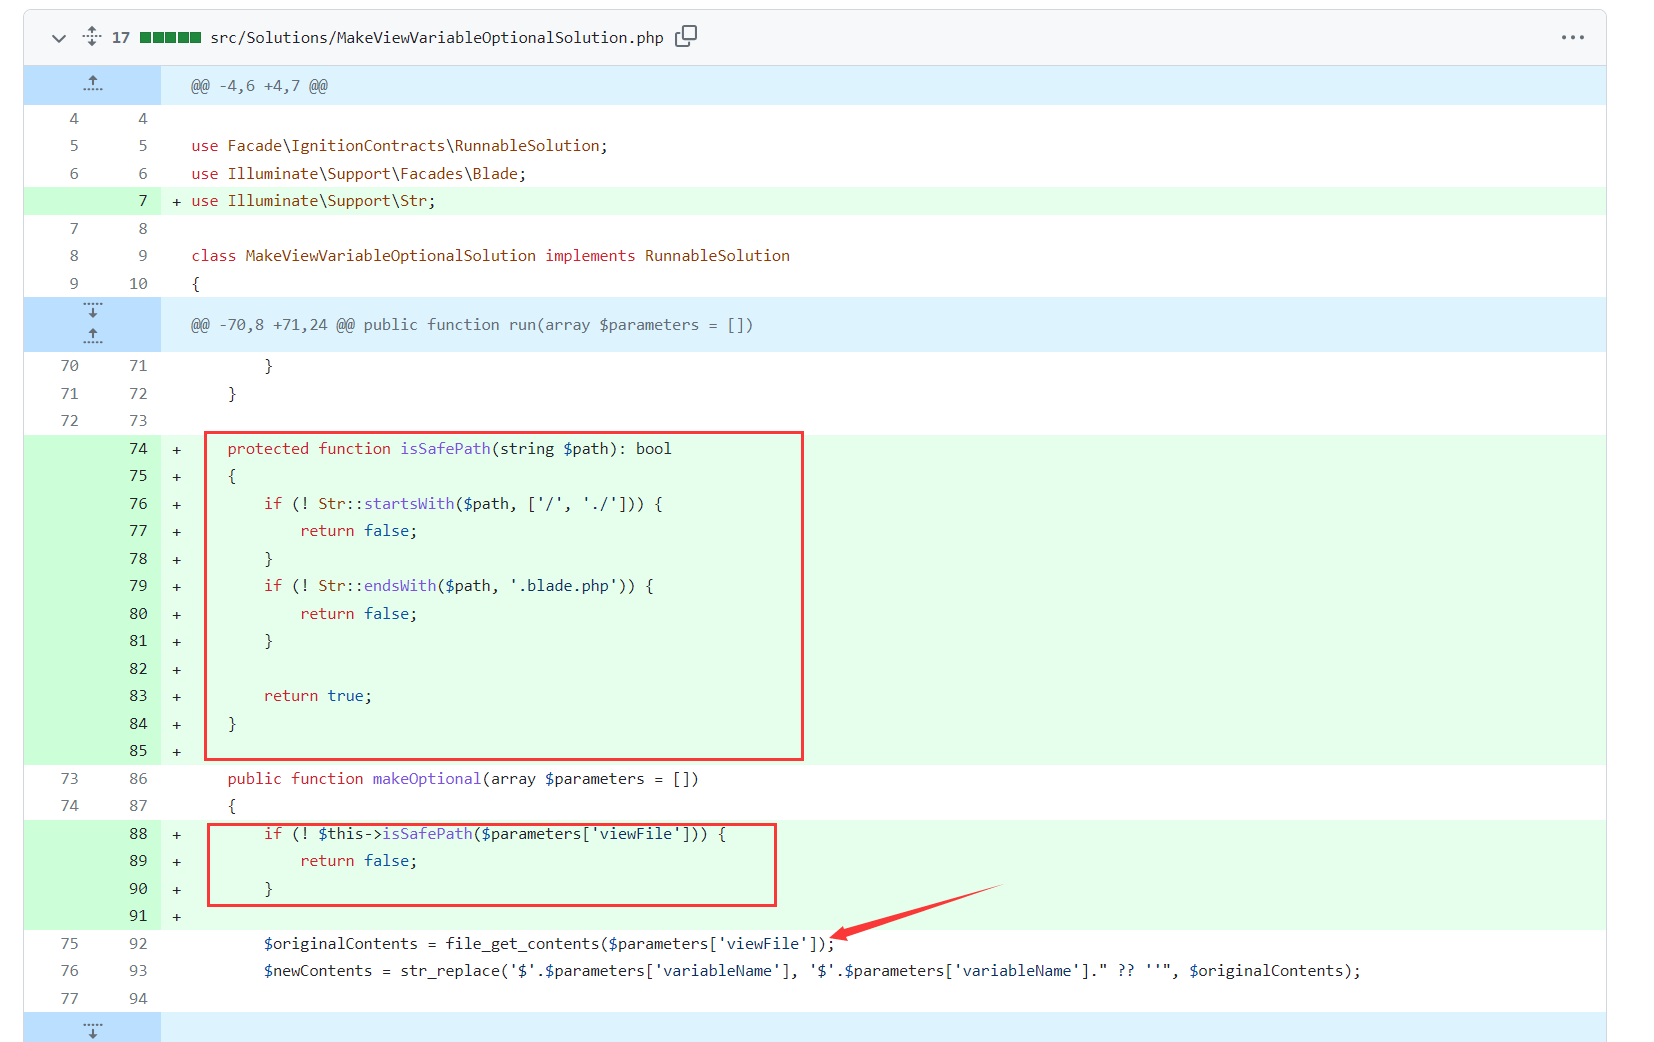 17 src/Solutions/MakeViewVariableOptionalSolution.php
@@ -4,6 +4,7 @@
4 4
5 5 use Facade\IgnitionContracts\RunnableSolution;
6 6 use Illuminate\Support\Facades\Blade;
7 + use Illuminate\Support\Str;
7 8
8 9 class MakeViewVariableOptionalSolution implements RunnableSolution
9 10 {
@@ -70,8 +71,24 @@ public function run(array $parameters = [])
70 71 }
71 72 }
72 73
74 + protected function isSafePath(string $path): bool
75 + {
76 + if (! Str::startsWith($path, ['/', './'])) {
77 + return false;
78 + }
79 + if (! Str::endsWith($path, '.blade.php')) {
80 + return false;
81 + }
82 +
83 + return true;
84 + }
85 +
73 86 public function makeOptional(array $parameters = [])
74 87 {
88 + if (! $this->isSafePath($parameters['viewFile'])) {
89 + return false;
90 + }
91 +
75 92 $originalContents = file_get_contents($parameters['viewFile']);
76 93 $newContents = str_replace('$'.$parameters['variableName'], '$'.$parameters['variableName']." ?? ''", $originalContents);
77 94